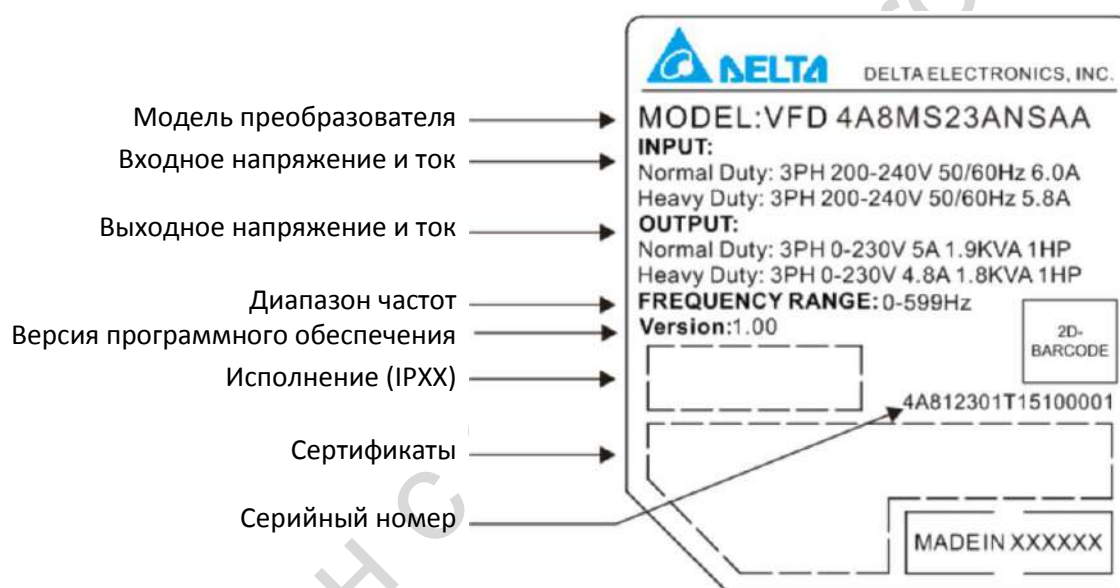 DELTA
DELTA ELECTRONICS, INC.
Модель преобразователя
MODEL:VFD 4A8MS23ANSAA
Входное напряжение и ток
INPUT:
Normal Duty: 3PH 200-240V 50/60Hz 6.0A
Heavy Duty: 3PH 200-240V 50/60Hz 5.8A
Выходное напряжение и ток
OUTPUT:
Normal Duty: 3PH 0-230V 5A 1.9KVA 1HP
Heavy Duty: 3PH 0-230V 4.8A 1.8KVA 1HP
Диапазон частот
FREQUENCY RANGE: 0-599Hz
Версия программного обеспечения
Version:1.00
2D-
BARCODE
Исполнение (IPXX)
4A812301T15100001
Сертификаты
Серийный номер
MADEIN XXXXXX